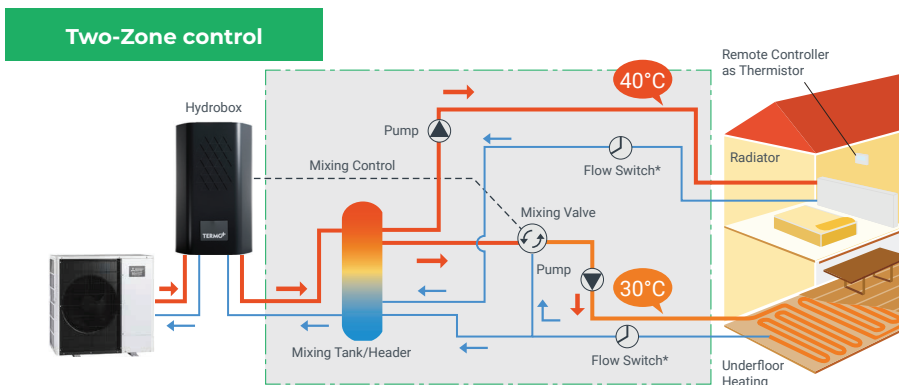 Two-Zone control
Remote Controller
as Thermistor
40°C
Hydrobox
Pump
Radiator
Mixing Control
Flow Switch*
TERMO+
Mixing Valve
Pump
30°C
Mixing Tank/Header
Flow Switch*
Underfloor
Heating